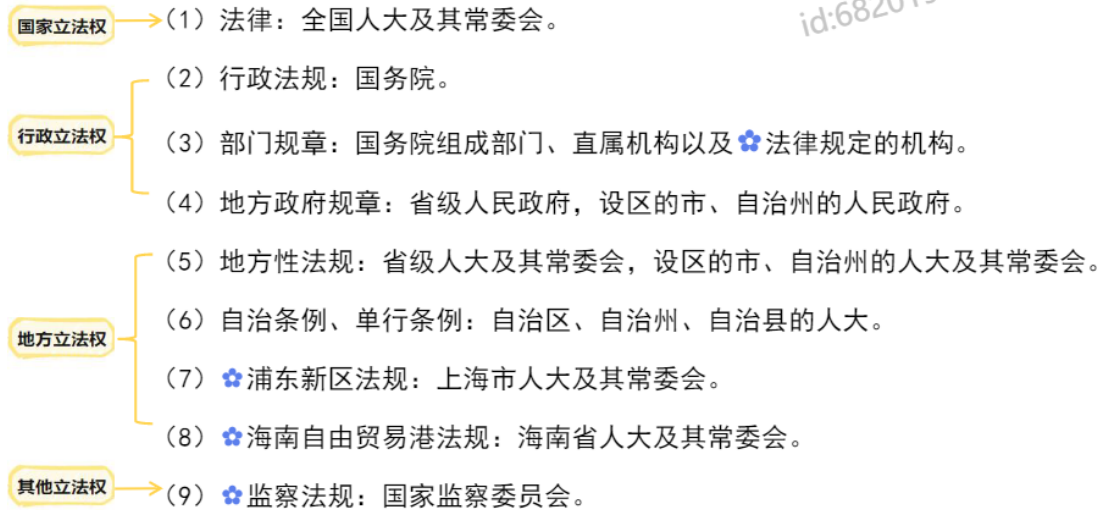 国家立法权
（1）法律：全国人大及其常委会。
行政立法权
（2）行政法规：国务院。
（3）部门规章：国务院组成部门、直属机构以及法律规定的机构。
（4）地方政府规章：省级人民政府，设区的市、自治州的人民政府。
地方立法权
（5）地方性法规：省级人大及其常委会，设区的市、自治州的人大及其常委会。
（6）自治条例、单行条例：自治区、自治州、自治县的人大。
（7）浦东新区法规：上海市人大及其常委会。
（8）海南自由贸易港法规：海南省人大及其常委会。
其他立法权
（9）监察法规：国家监察委员会。